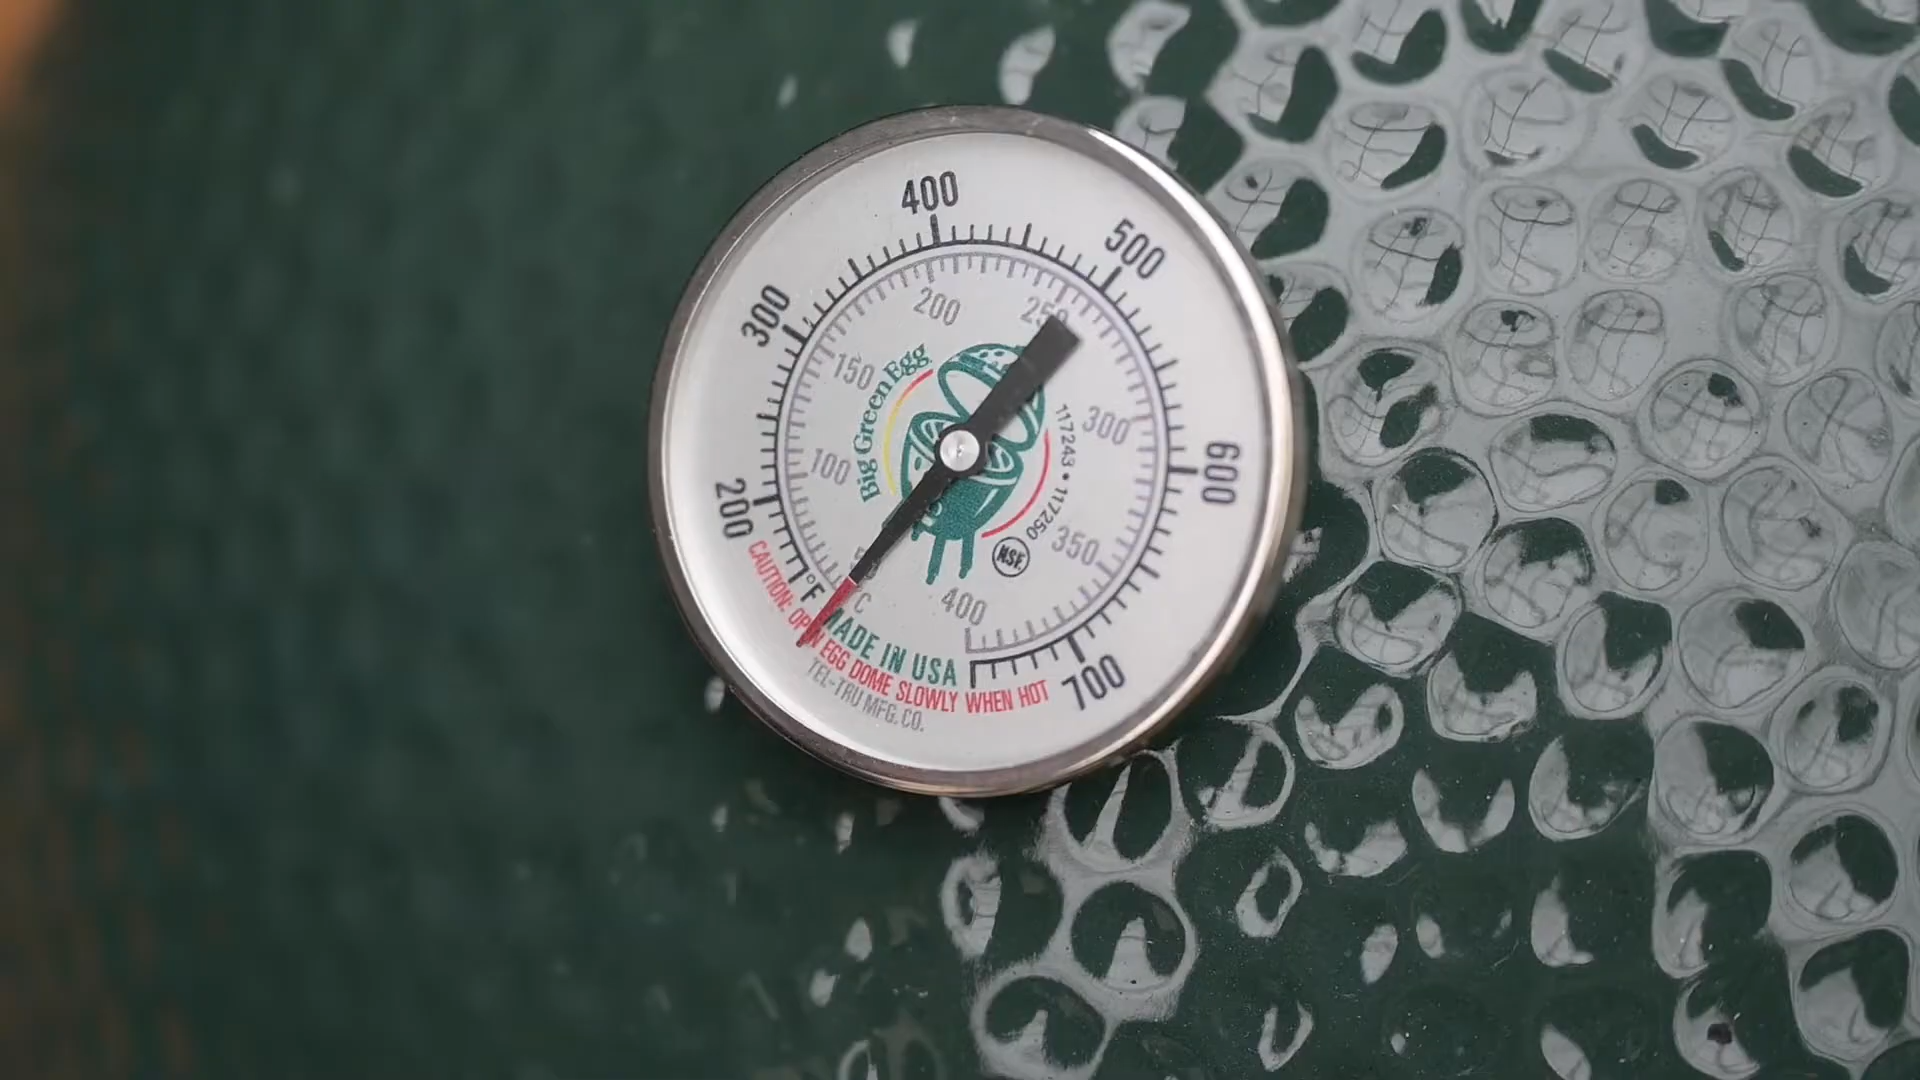 400
500
300
200
250
150
600
300
Big Green Egg
117243 • 117250
100
200
350
NSF.
°F
°C
400
MADE IN USA
CAUTION: OPEN EGG DOME SLOWLY WHEN HOT
700
TEL-TRU MFG. CO.